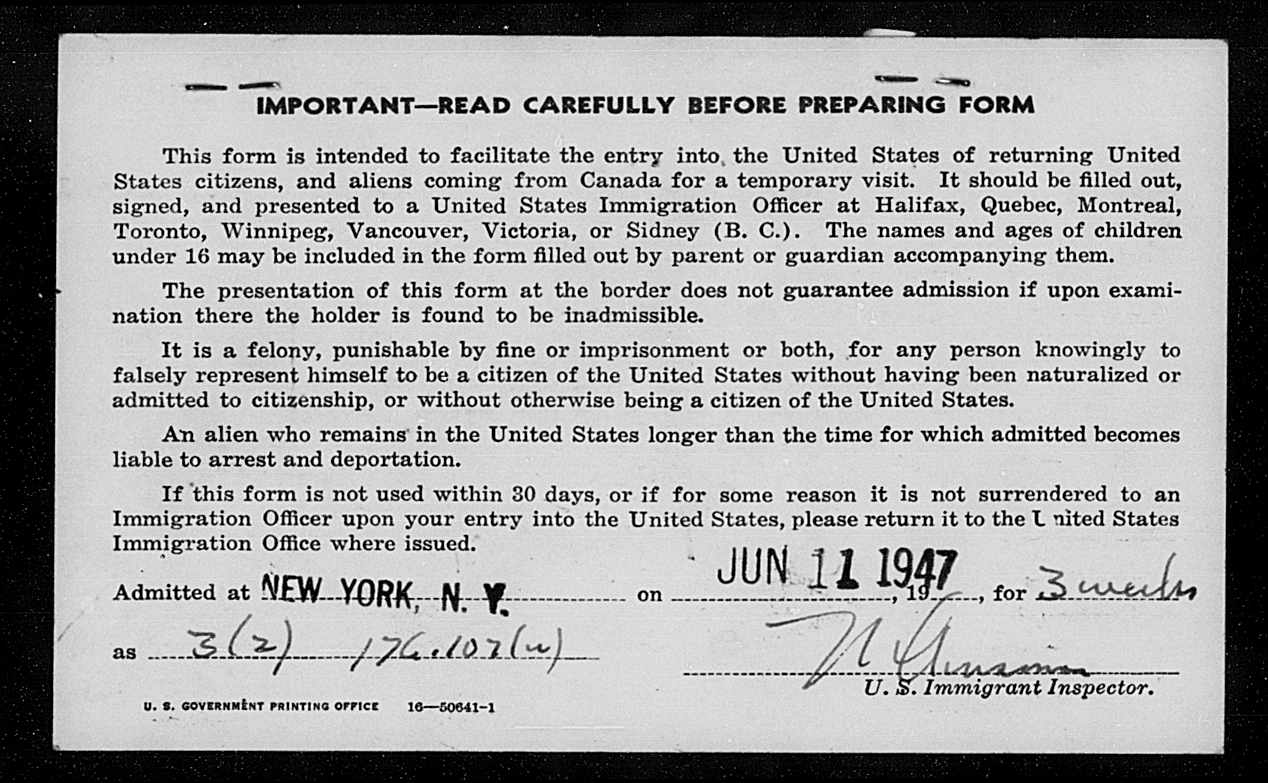 IMPORTANT—READ CAREFULLY BEFORE PREPARING FORM
This form is intended to facilitate the entry into the United States of returning United
States citizens, and aliens coming from Canada for a temporary visit. It should be filled out,
signed, and presented to a United States Immigration Officer at Halifax, Quebec, Montreal,
Toronto, Winnipeg, Vancouver, Victoria, or Sidney (B. C.). The names and ages of children
under 16 may be included in the form filled out by parent or guardian accompanying them.
The presentation of this form at the border does not guarantee admission if upon exami-
nation there the holder is found to be inadmissible.
It is a felony, punishable by fine or imprisonment or both, for any person knowingly to
falsely represent himself to be a citizen of the United States without having been naturalized or
admitted to citizenship, or without otherwise being a citizen of the United States.
An alien who remains in the United States longer than the time for which admitted becomes
liable to arrest and deportation.
If this form is not used within 30 days, or if for some reason it is not surrendered to an
Immigration Officer upon your entry into the United States, please return it to the United States
Immigration Office where issued.
Admitted at NEW YORK, N. Y. on JUN 11 1947, 19, for 3 weeks
as 3(2) 176.107(u)
U. S. Immigrant Inspector.
U. S. GOVERNMENT PRINTING OFFICE 16—50641-1